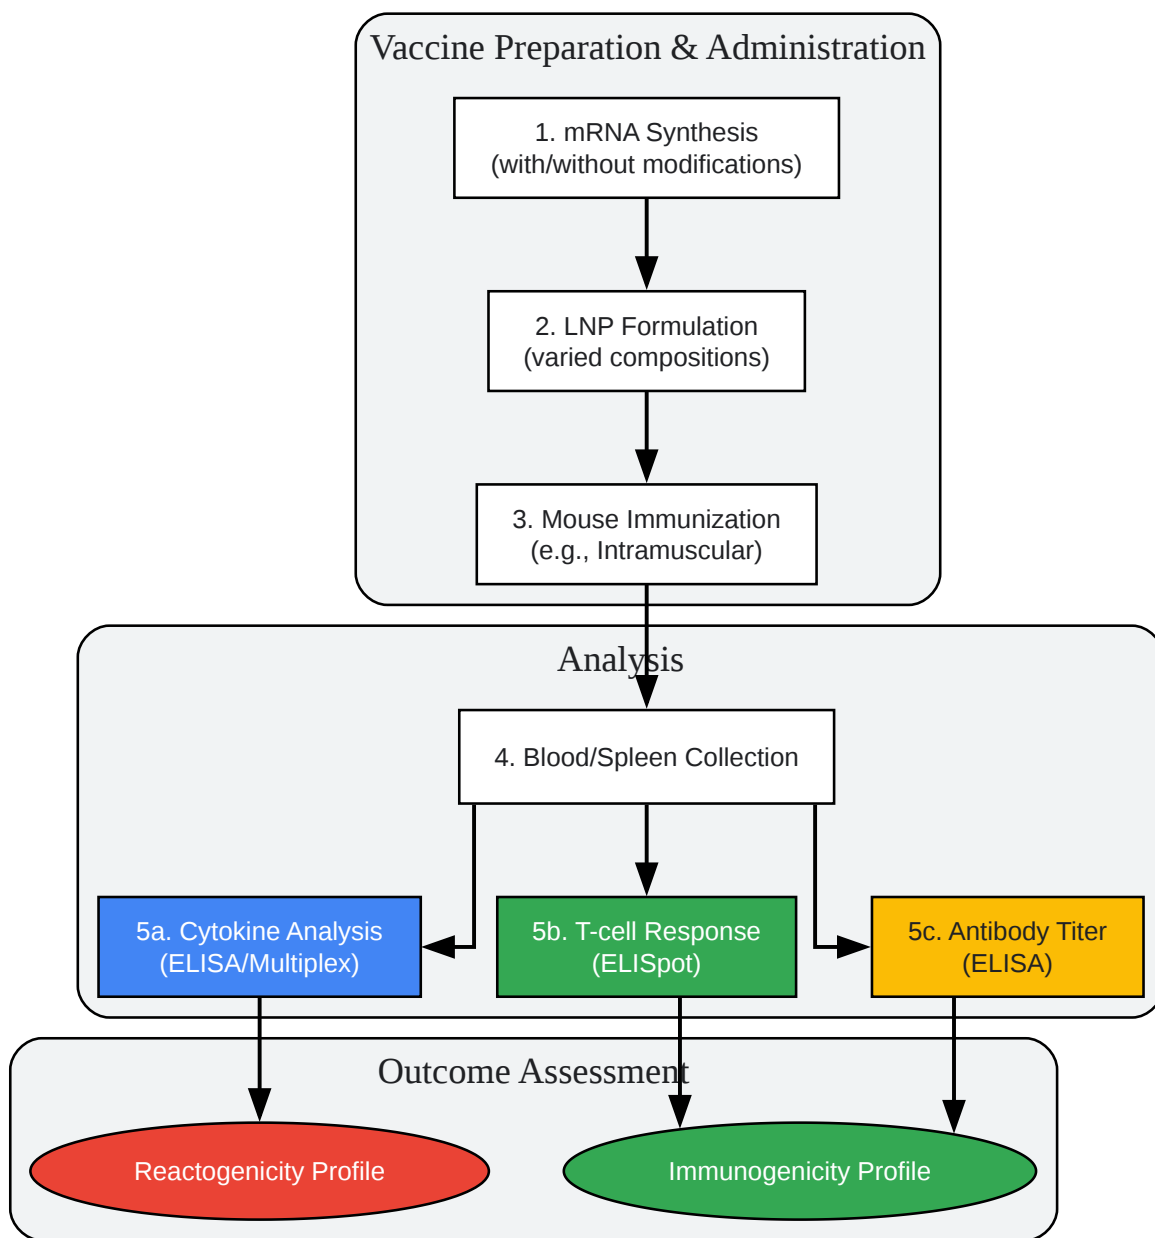 Vaccine Preparation & Administration
1. mRNA Synthesis
(with/without modifications)
2. LNP Formulation
(varied compositions)
3. Mouse Immunization
(e.g., Intramuscular)
Analysis
4. Blood/Spleen Collection
5a. Cytokine Analysis
(ELISA/Multiplex)
5b. T-cell Response
(ELISpot)
5c. Antibody Titer
(ELISA)
Outcome Assessment
Reactogenicity Profile
Immunogenicity Profile